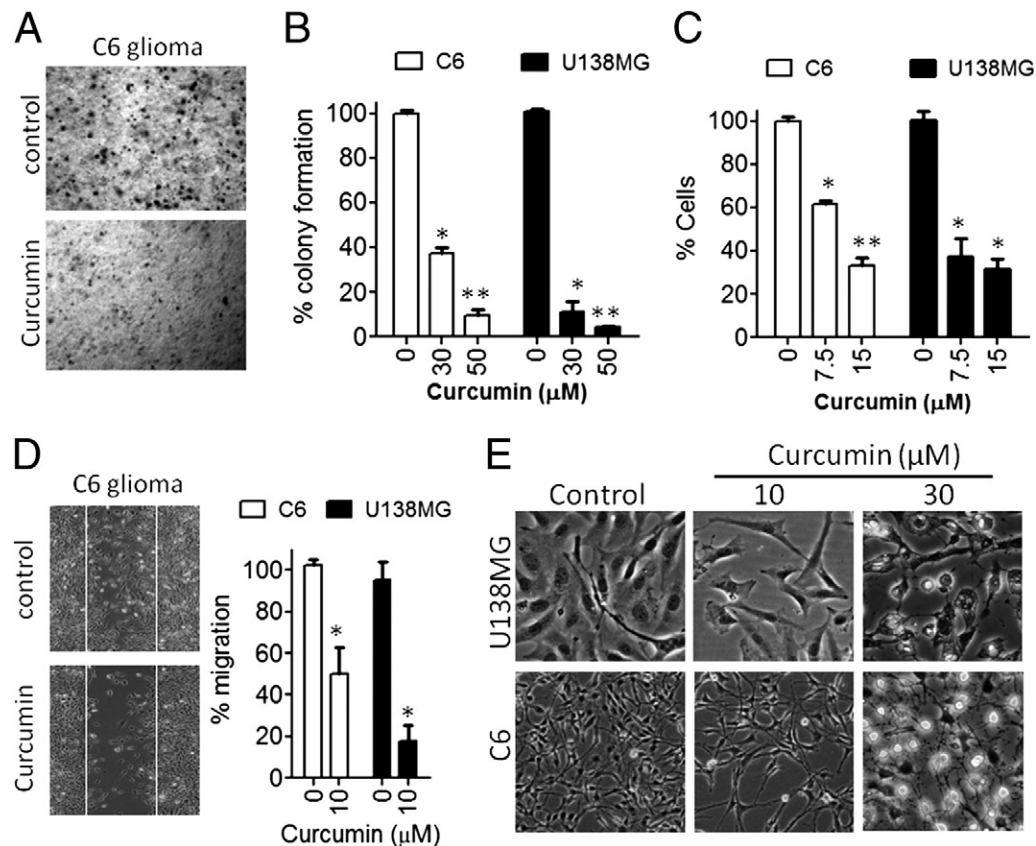 A
C6 glioma
control
Curcumin
B
C6 U138MG
% colony formation
100
80
60
40
20
0
* ** * **
0 30 50 0 30 50
Curcumin (µM)
C
C6 U138MG
% Cells
100
80
60
40
20
0
* ** * *
0 7.5 15 0 7.5 15
Curcumin (µM)
D
C6 glioma
control
Curcumin
C6 U138MG
% migration
100
80
60
40
20
0
* *
0 10 0 10
Curcumin (µM)
E
Curcumin (µM)
Control 10 30
U138MG
C6